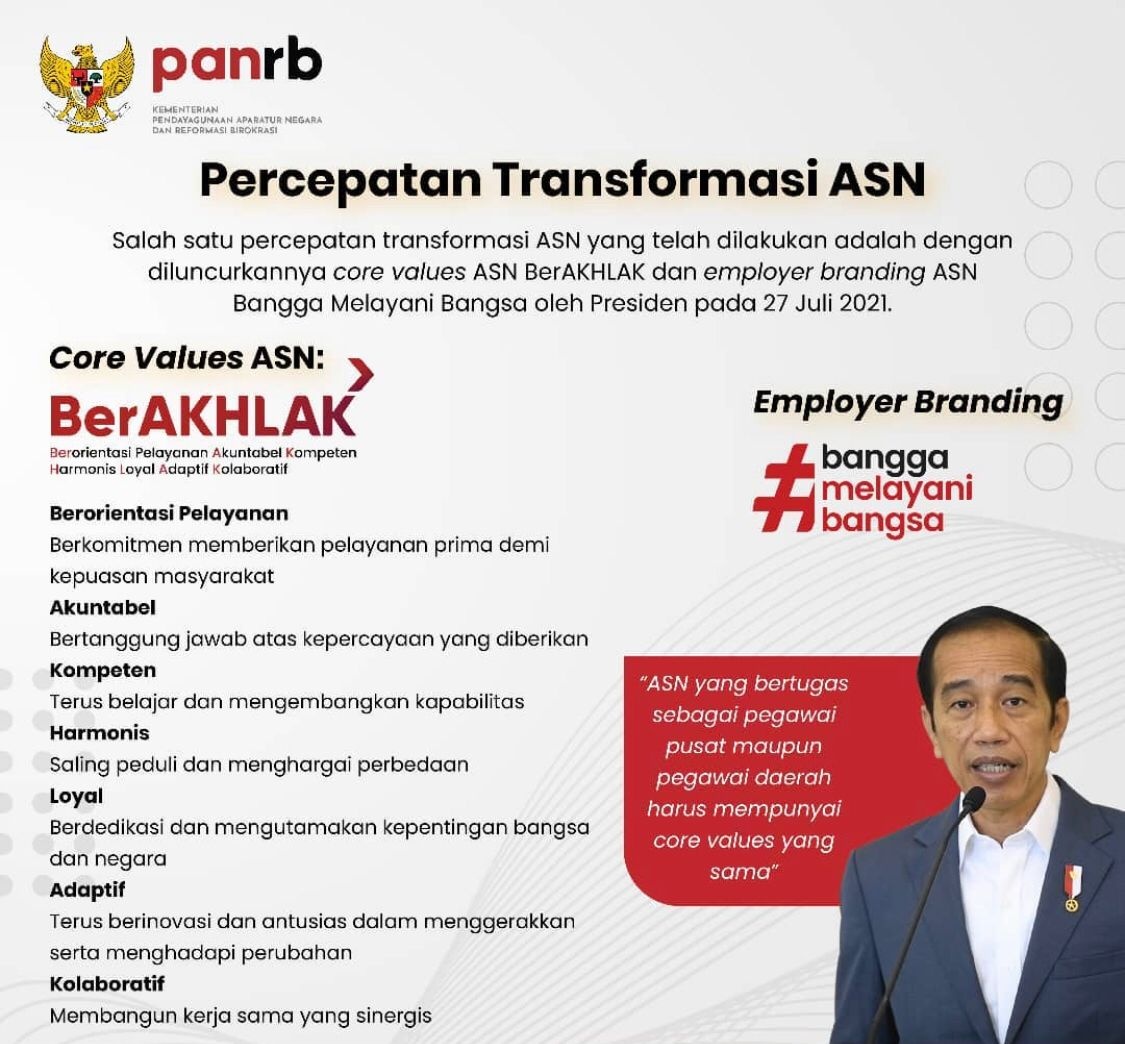 panrb
KEMENTERIAN
PENDAYAGUNAAN APARATUR NEGARA
DAN REFORMASI BIROKRASI
Percepatan Transformasi ASN
Salah satu percepatan transformasi ASN yang telah dilakukan adalah dengan
diluncurkannya core values ASN BerAKHLAK dan employer branding ASN
Bangga Melayani Bangsa oleh Presiden pada 27 Juli 2021.
Core Values ASN:
BerAKHLAK
Berorientasi Pelayanan Akuntabel Kompeten
Harmonis Loyal Adaptif Kolaboratif
Berorientasi Pelayanan
Berkomitmen memberikan pelayanan prima demi
kepuasan masyarakat
Akuntabel
Bertanggung jawab atas kepercayaan yang diberikan
Kompeten
Terus belajar dan mengembangkan kapabilitas
Harmonis
Saling peduli dan menghargai perbedaan
Loyal
Berdedikasi dan mengutamakan kepentingan bangsa
dan negara
Adaptif
Terus berinovasi dan antusias dalam menggerakkan
serta menghadapi perubahan
Kolaboratif
Membangun kerja sama yang sinergis
Employer Branding
#bangga
melayani
bangsa
“ASN yang bertugas
sebagai pegawai
pusat maupun
pegawai daerah
harus mempunyai
core values yang
sama”